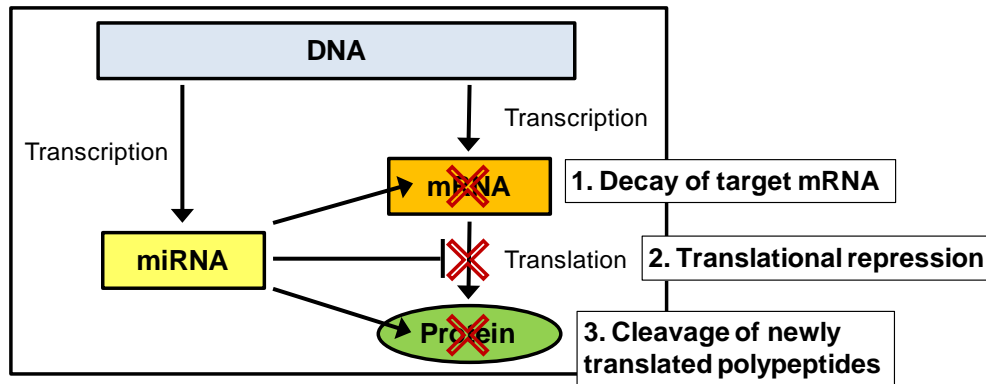 DNA
Transcription
Transcription
mRNA
1. Decay of target mRNA
miRNA
Translation
2. Translational repression
Protein
3. Cleavage of newly
translated polypeptides